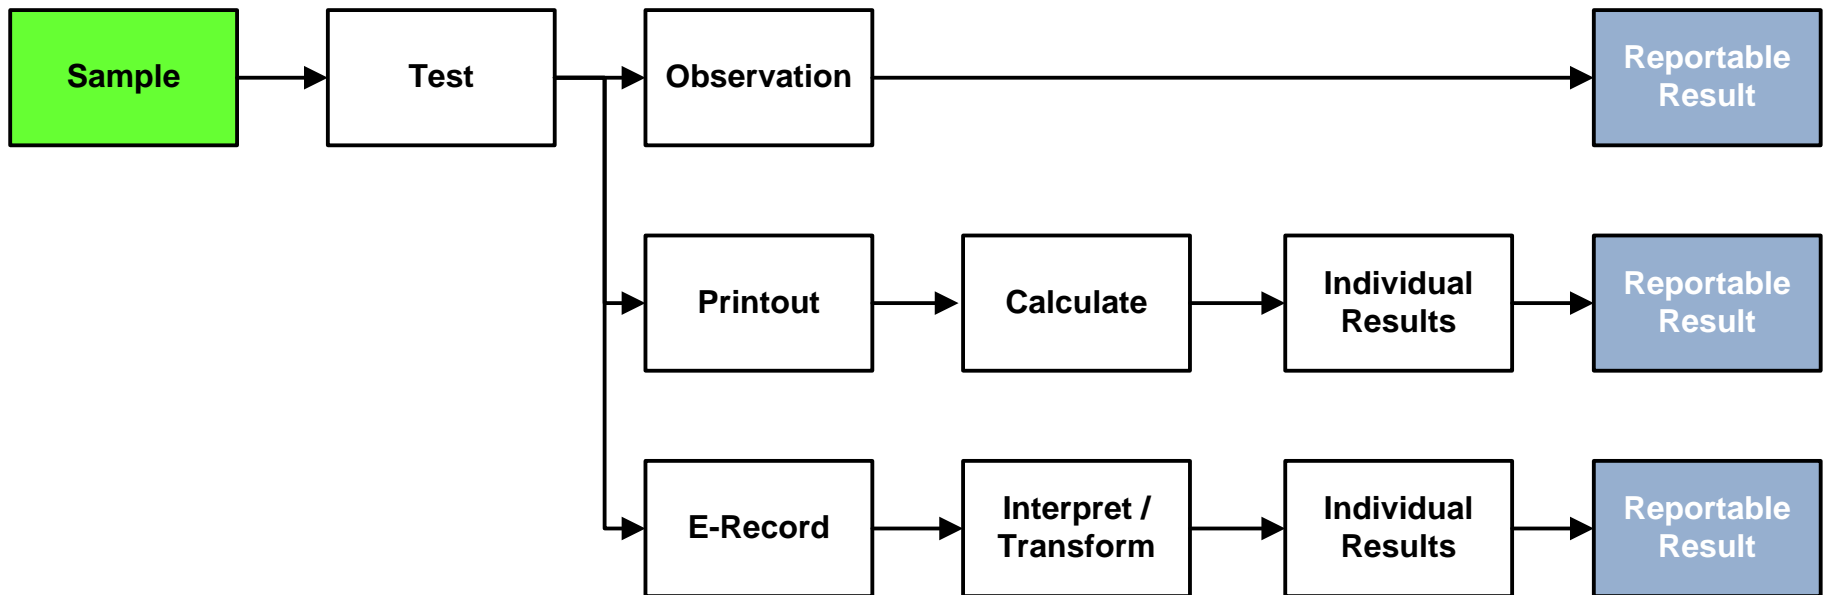 Sample
Test
Observation
Reportable
Result
Printout
Calculate
Individual
Results
Reportable
Result
E-Record
Interpret /
Transform
Individual
Results
Reportable
Result